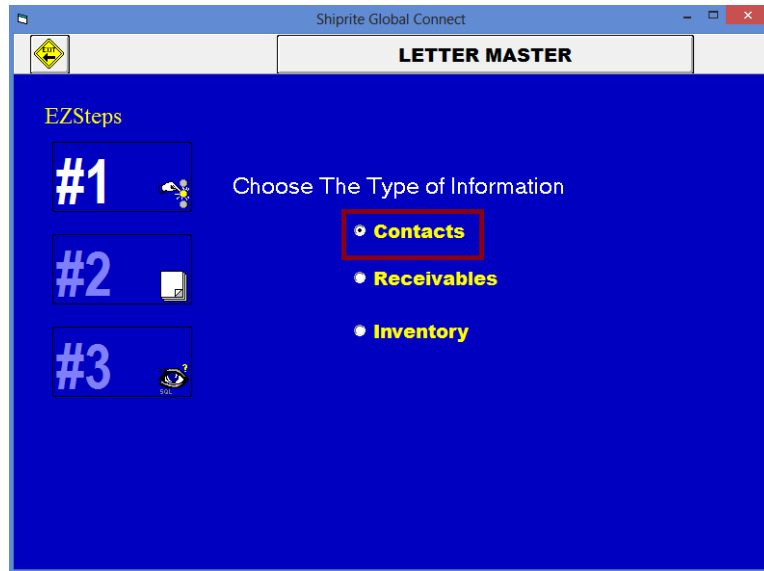 Shiprite Global Connect
EXIT
LETTER MASTER
EZSteps
#1
Choose The Type of Information
Contacts
#2
Receivables
Inventory
#3
?
SQL